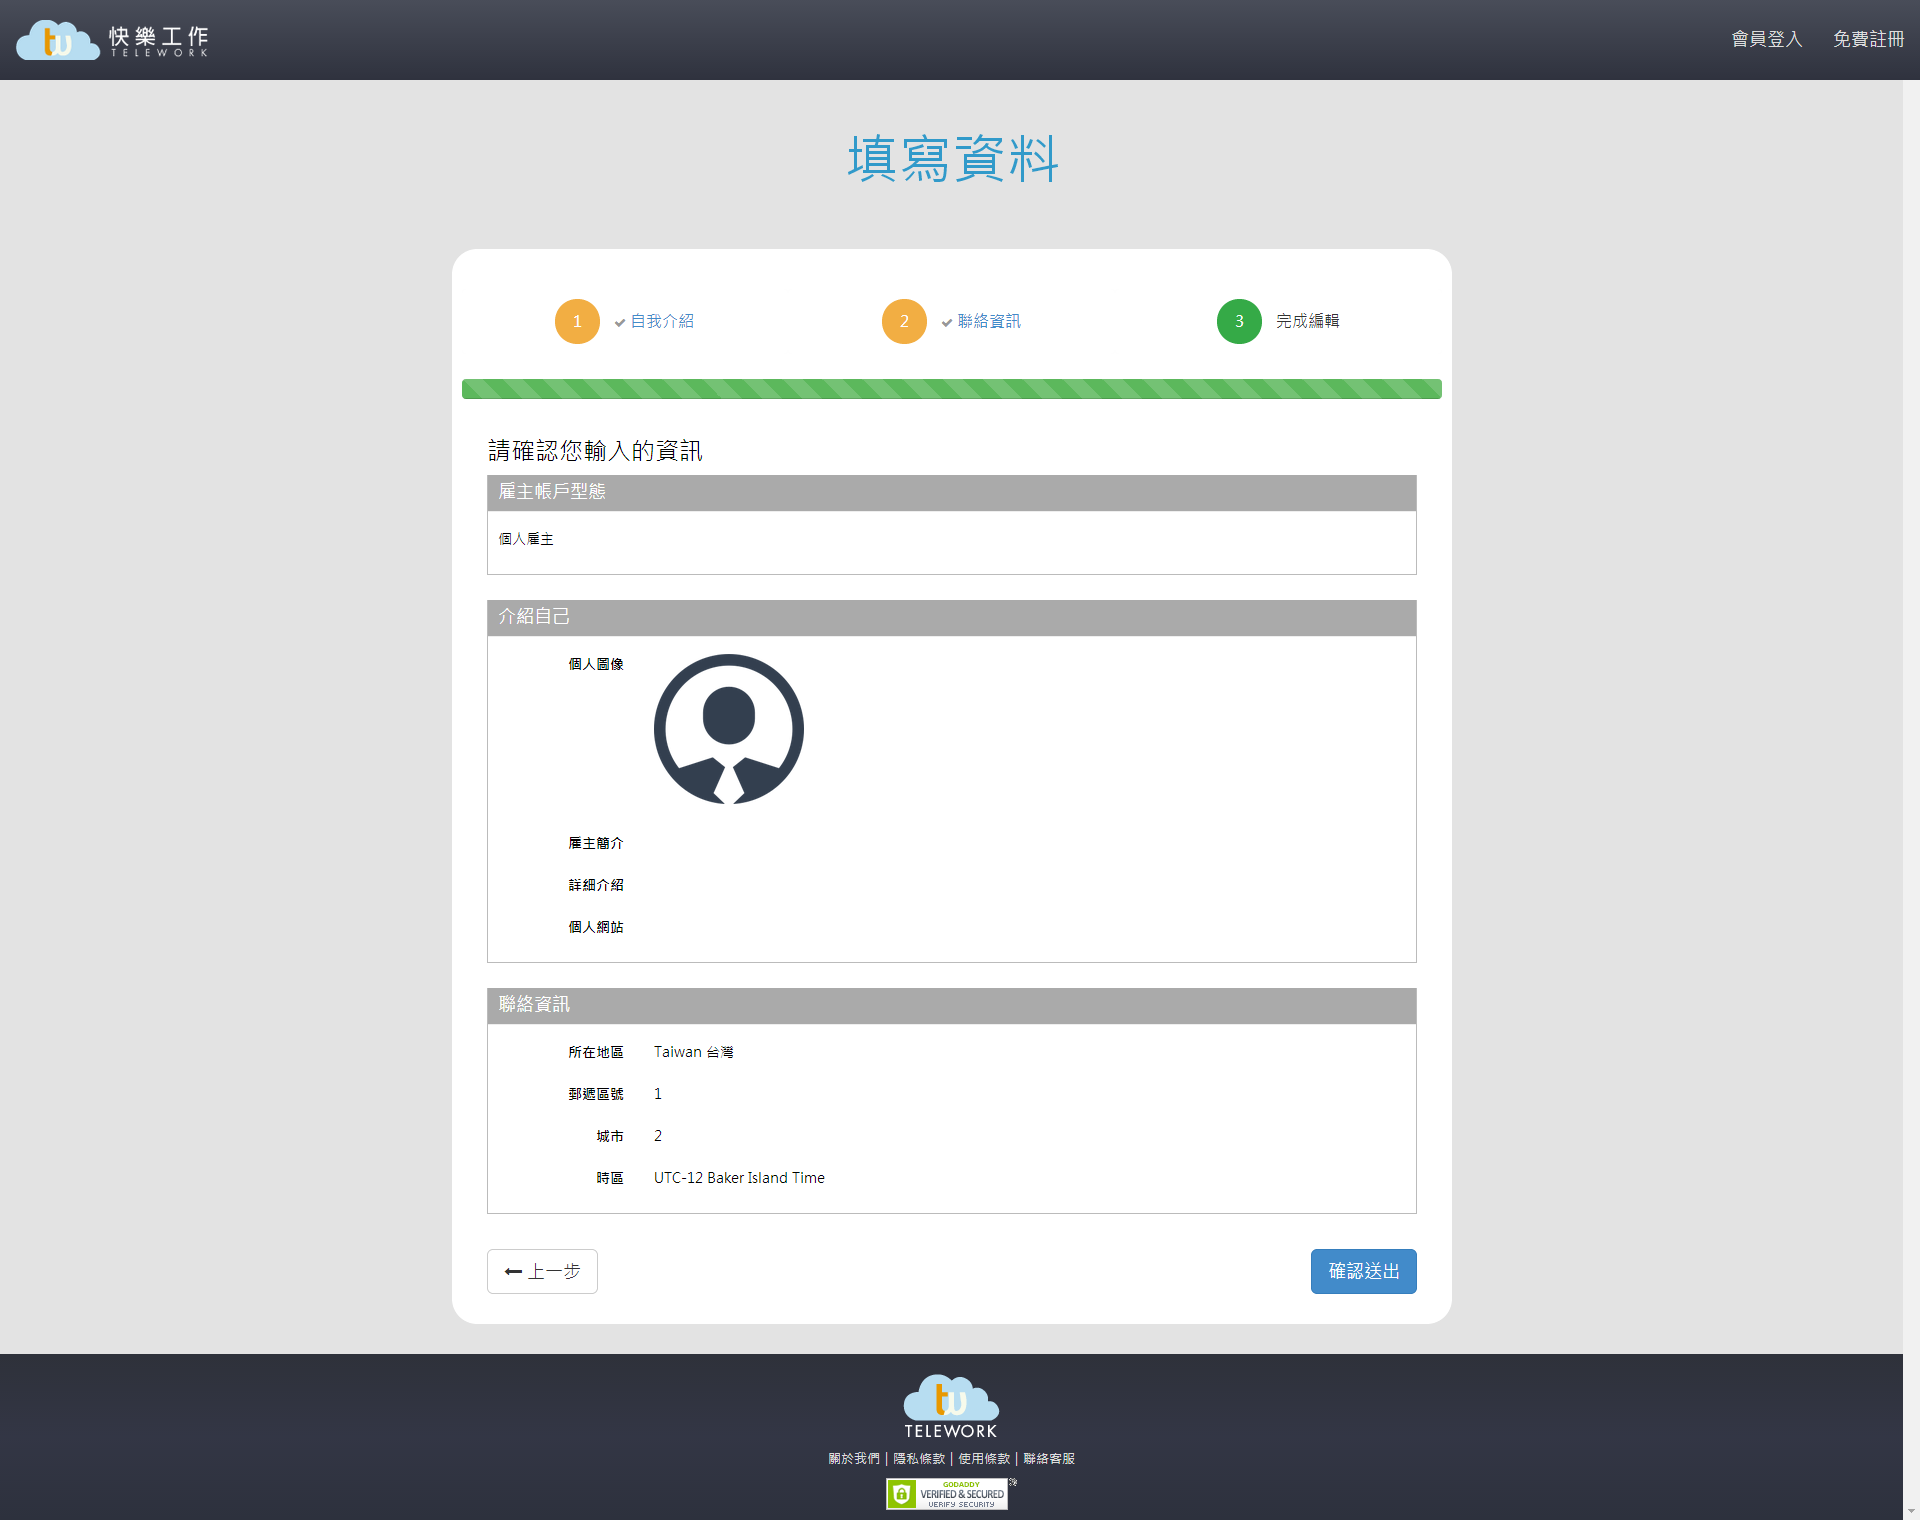 tw 快樂工作
TELEWORK
會員登入 免費註冊
填寫資料
1 自我介紹
2 聯絡資訊
3 完成編輯
請確認您輸入的資訊
雇主帳戶型態
個人雇主
介紹自己
個人圖像
雇主簡介
詳細介紹
個人網站
聯絡資訊
所在地區 Taiwan 台灣
郵遞區號 1
城市 2
時區 UTC-12 Baker Island Time
上一步
確認送出
tw
TELEWORK
關於我們 | 隱私條款 | 使用條款 | 聯絡客服
GODADDY
VERIFIED & SECURED
VERIFY SECURITY